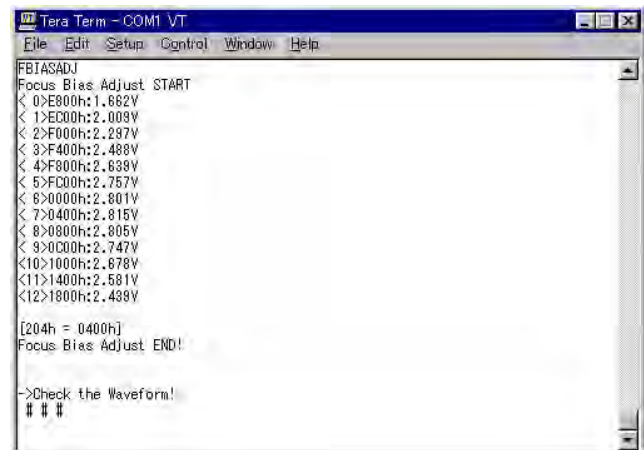 Tera Term - COM1 VT
File Edit Setup Control Window Help
FBIASADJ
Focus Bias Adjust START
< 0>E800h:1.662V
< 1>EC00h:2.009V
< 2>F000h:2.297V
< 3>F400h:2.488V
< 4>F800h:2.639V
< 5>FC00h:2.757V
< 6>0000h:2.801V
< 7>0400h:2.815V
< 8>0800h:2.805V
< 9>0C00h:2.747V
<10>1000h:2.678V
<11>1400h:2.581V
<12>1800h:2.439V
[204h = 0400h]
Focus Bias Adjust END!
->Check the Waveform!
# # #